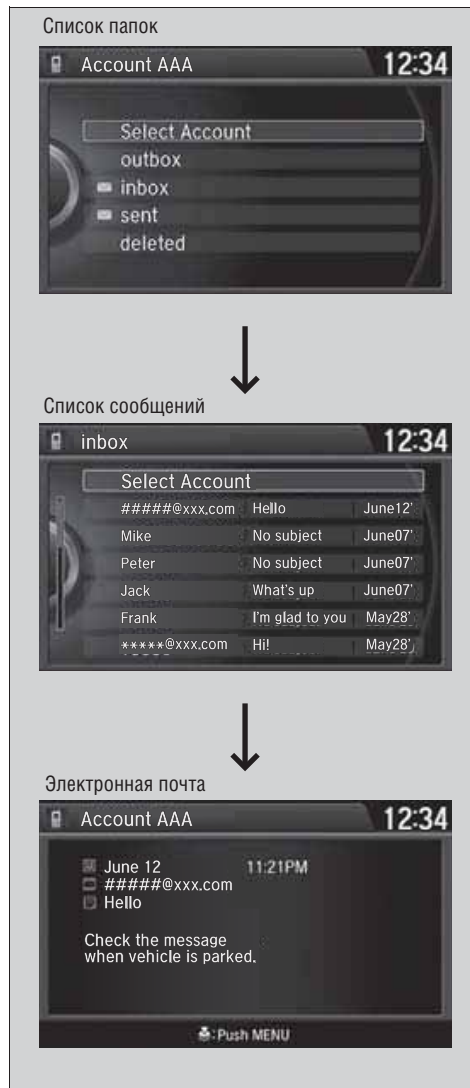 Список папок
Account AAA 12:34
Select Account
outbox
inbox
sent
deleted
Список сообщений
inbox 12:34
Select Account
#####@xxx.com Hello June12'
Mike No subject June07'
Peter No subject June07'
Jack What's up June07'
Frank I'm glad to you May28'
*****@xxx.com Hi! May28'
Электронная почта
Account AAA 12:34
June 12 11:21PM
#####@xxx.com
Hello
Check the message
when vehicle is parked.
:Push MENU